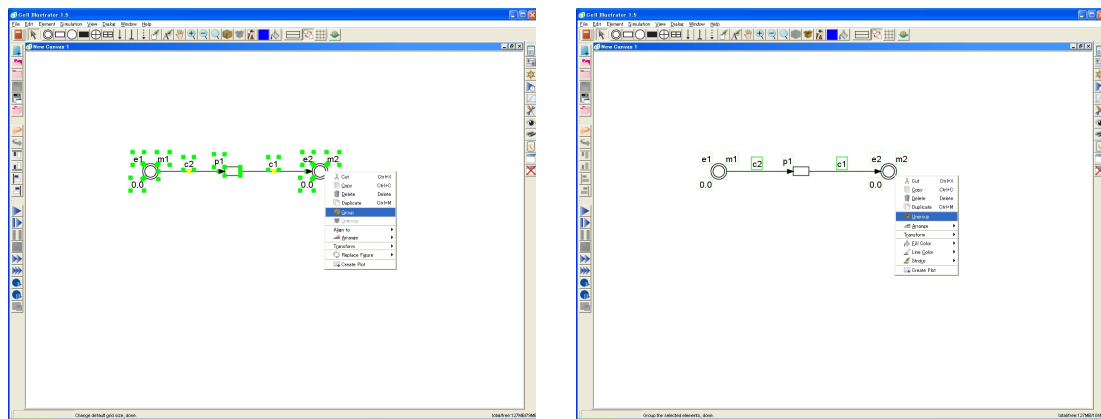 Cell Illustrator 1.5
File Edit Element Simulation View Dialog Window Help
New Canvas 1
e1 m1 c2 p1 c1 e2 m2
0.0 0.0
Cut Ctrl+X
Copy Ctrl+C
Delete Delete
Duplicate Ctrl+M
Group
Ungroup
Align to
Arrange
Transform
Replace Figure
Create Plot
Change default grid size, done.
Cell Illustrator 1.5
File Edit Element Simulation View Dialog Window Help
New Canvas 1
e1 m1 c2 p1 c1 e2 m2
0.0 0.0
Cut Ctrl+X
Copy Ctrl+C
Delete Delete
Duplicate Ctrl+M
Ungroup
Arrange
Transform
Fill Color
Line Color
Stroke
Create Plot
Group the selected elements, done.